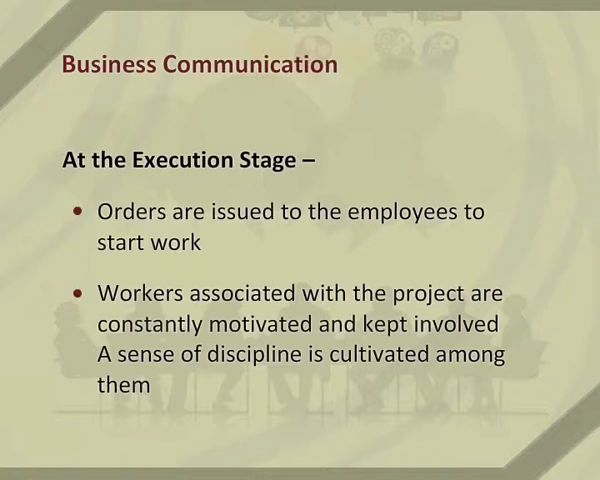 Business Communication
At the Execution Stage –
• Orders are issued to the employees to
start work
• Workers associated with the project are
constantly motivated and kept involved
A sense of discipline is cultivated among
them